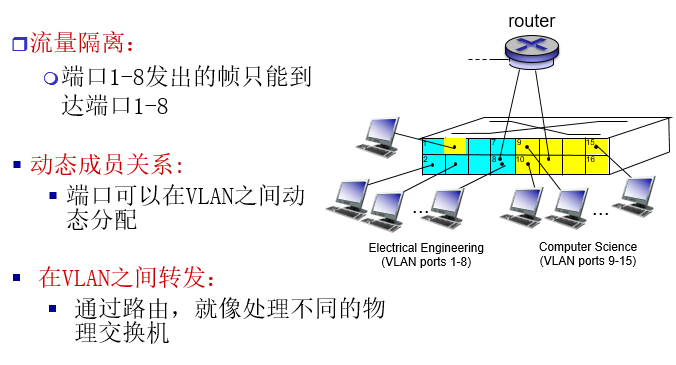 流量隔离：
端口1-8发出的帧只能到
达端口1-8
动态成员关系:
端口可以在VLAN之间动
态分配
在VLAN之间转发：
通过路由，就像处理不同的物
理交换机
router
1 7 9 15
2 8 10 16
... ...
Electrical Engineering
(VLAN ports 1-8)
Computer Science
(VLAN ports 9-15)